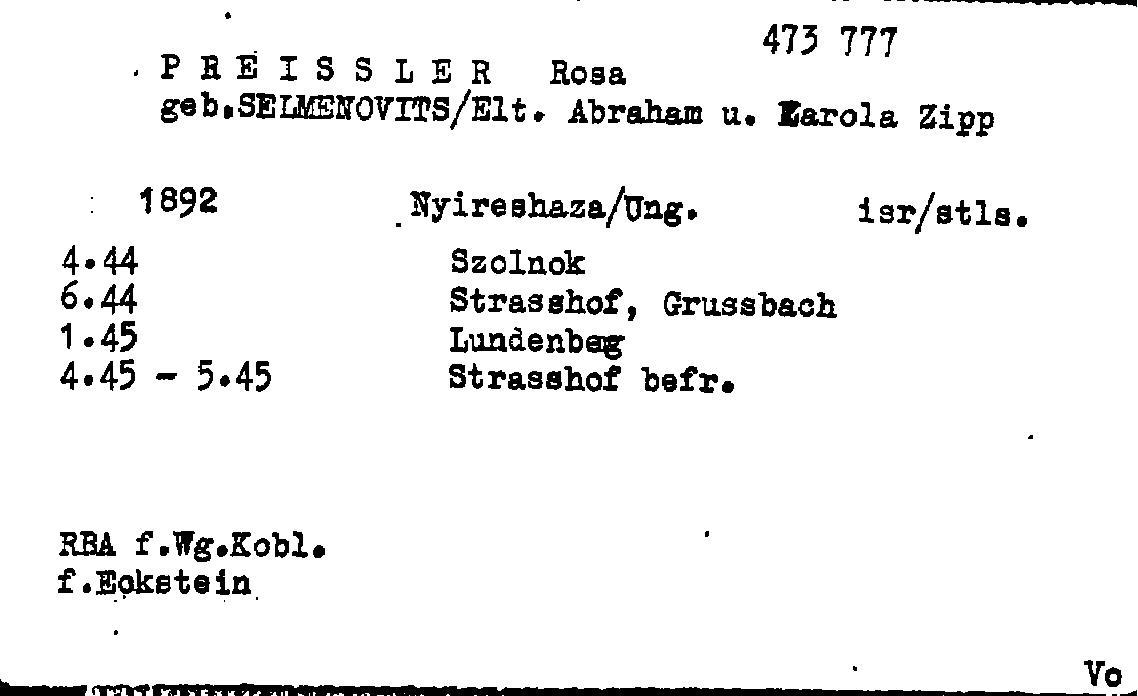 473 777
P R E I S S L E R Rosa
geb.SELMENOVITS/Elt. Abraham u. Karola Zipp
1892 Nyireshaza/Ung. isr/stls.
4.44 Szolnok
6.44 Strasshof, Grussbach
1.45 Lundenbeg
4.45 - 5.45 Strasshof befr.
RBA f.Wg.Kobl.
f.Eckstein
Vo